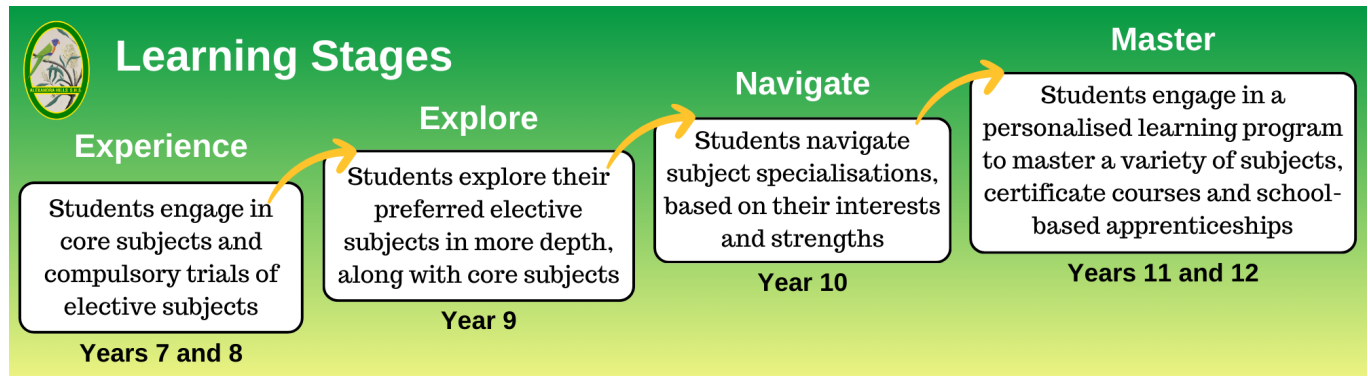 Learning Stages
ALEXANDRA HILLS S.H.S
Experience
Students engage in
core subjects and
compulsory trials of
elective subjects
Years 7 and 8
Explore
Students explore their
preferred elective
subjects in more depth,
along with core subjects
Year 9
Navigate
Students navigate
subject specialisations,
based on their interests
and strengths
Year 10
Master
Students engage in a
personalised learning program
to master a variety of subjects,
certificate courses and school-
based apprenticeships
Years 11 and 12